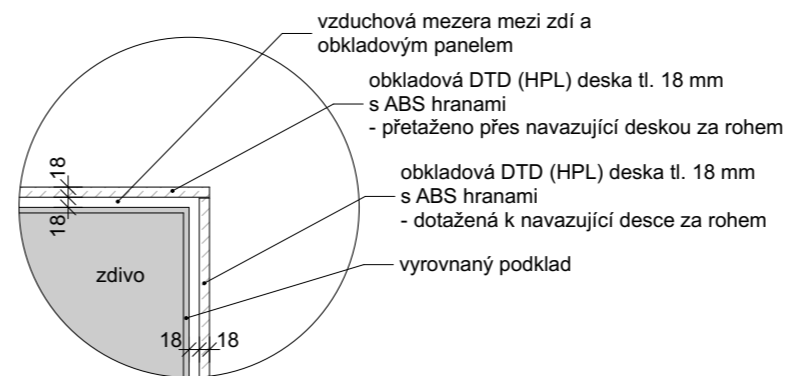 vzduchová mezera mezi zdí a
obkladovým panelem
obkladová DTD (HPL) deska tl. 18 mm
s ABS hranami
- přetaženo přes navazující deskou za rohem
obkladová DTD (HPL) deska tl. 18 mm
s ABS hranami
- dotažená k navazující desce za rohem
vyrovnaný podklad
18
18
zdivo
18
18